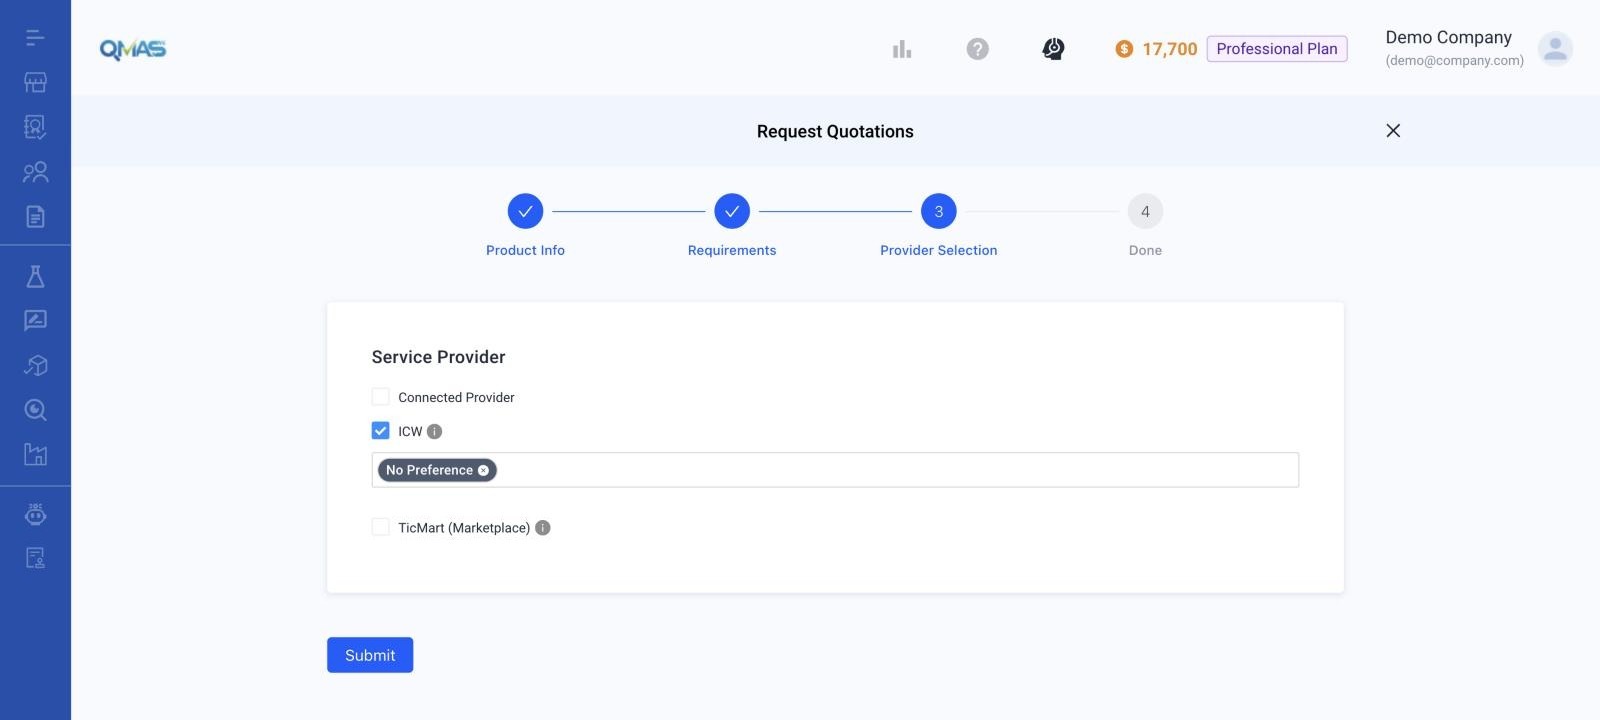 QMAS
17,700
Professional Plan
Demo Company
(demo@company.com)
Request Quotations
3
4
Product Info
Requirements
Provider Selection
Done
Service Provider
Connected Provider
ICW
No Preference
TicMart (Marketplace)
Submit